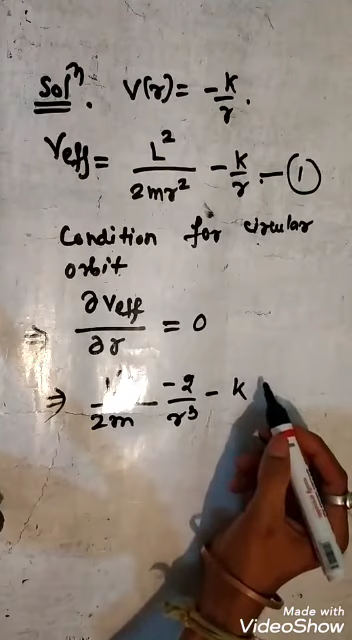 Solⁿ. V(r) = -k/r.
Veff = L²/2mr² - k/r. — ①
Condition for circular
orbit
⇒ ∂Veff/∂r = 0
⇒ /2m - -2/r³ - k
Made with
VideoShow